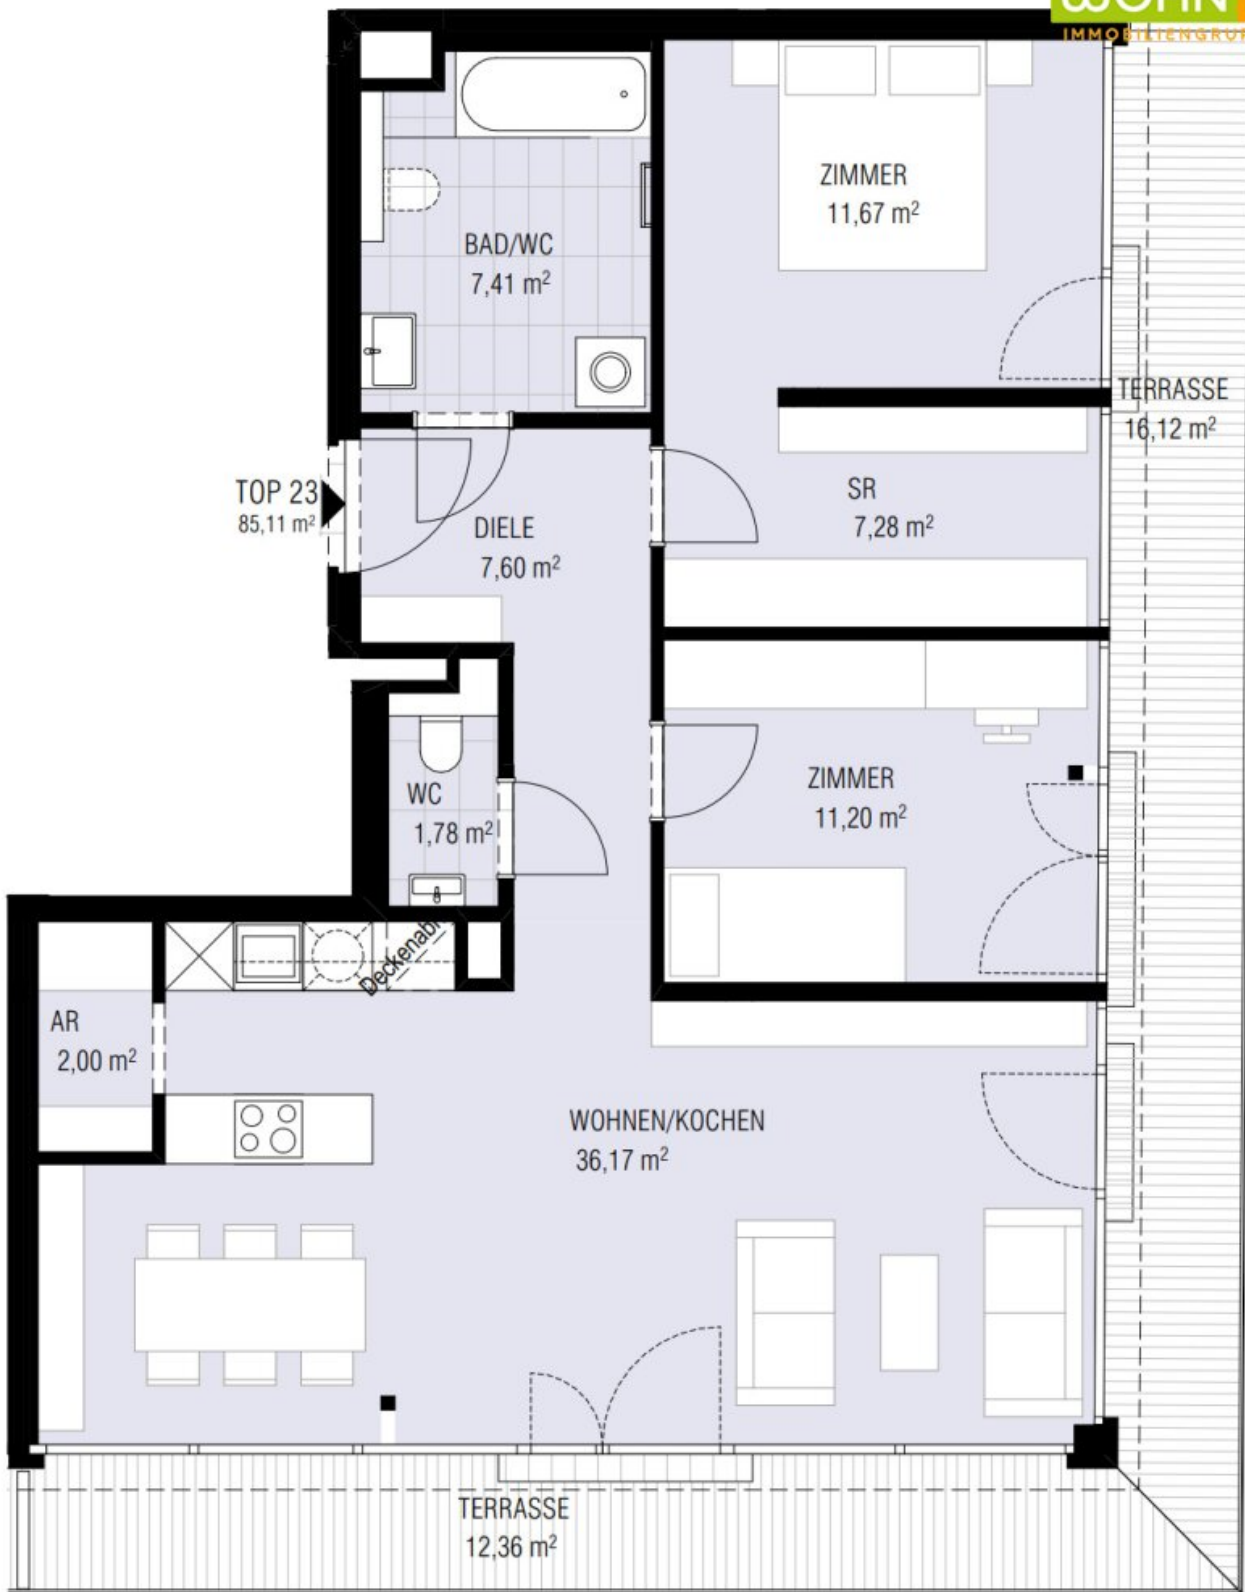 IMMOBILIENGRUP
ZIMMER
11,67 m²
BAD/WC
7,41 m²
TERRASSE
16,12 m²
TOP 23
85,11 m²
SR
7,28 m²
DIELE
7,60 m²
ZIMMER
11,20 m²
WC
1,78 m²
Deckenab
AR
2,00 m²
WOHNEN/KOCHEN
36,17 m²
TERRASSE
12,36 m²